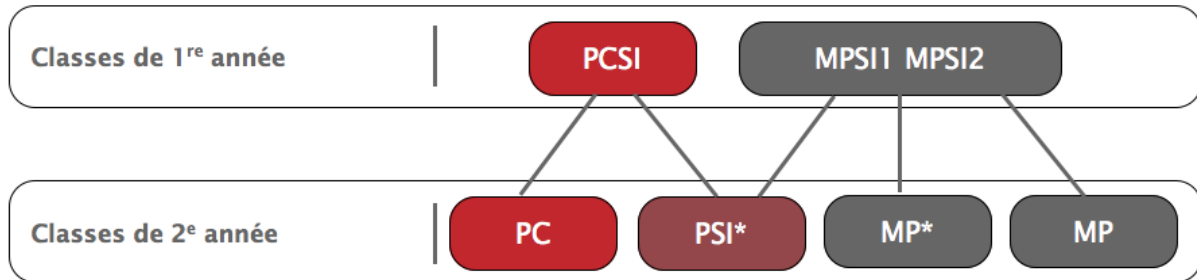 Classes de 1re année
PCSI
MPSI1 MPSI2
Classes de 2e année
PC
PSI*
MP*
MP